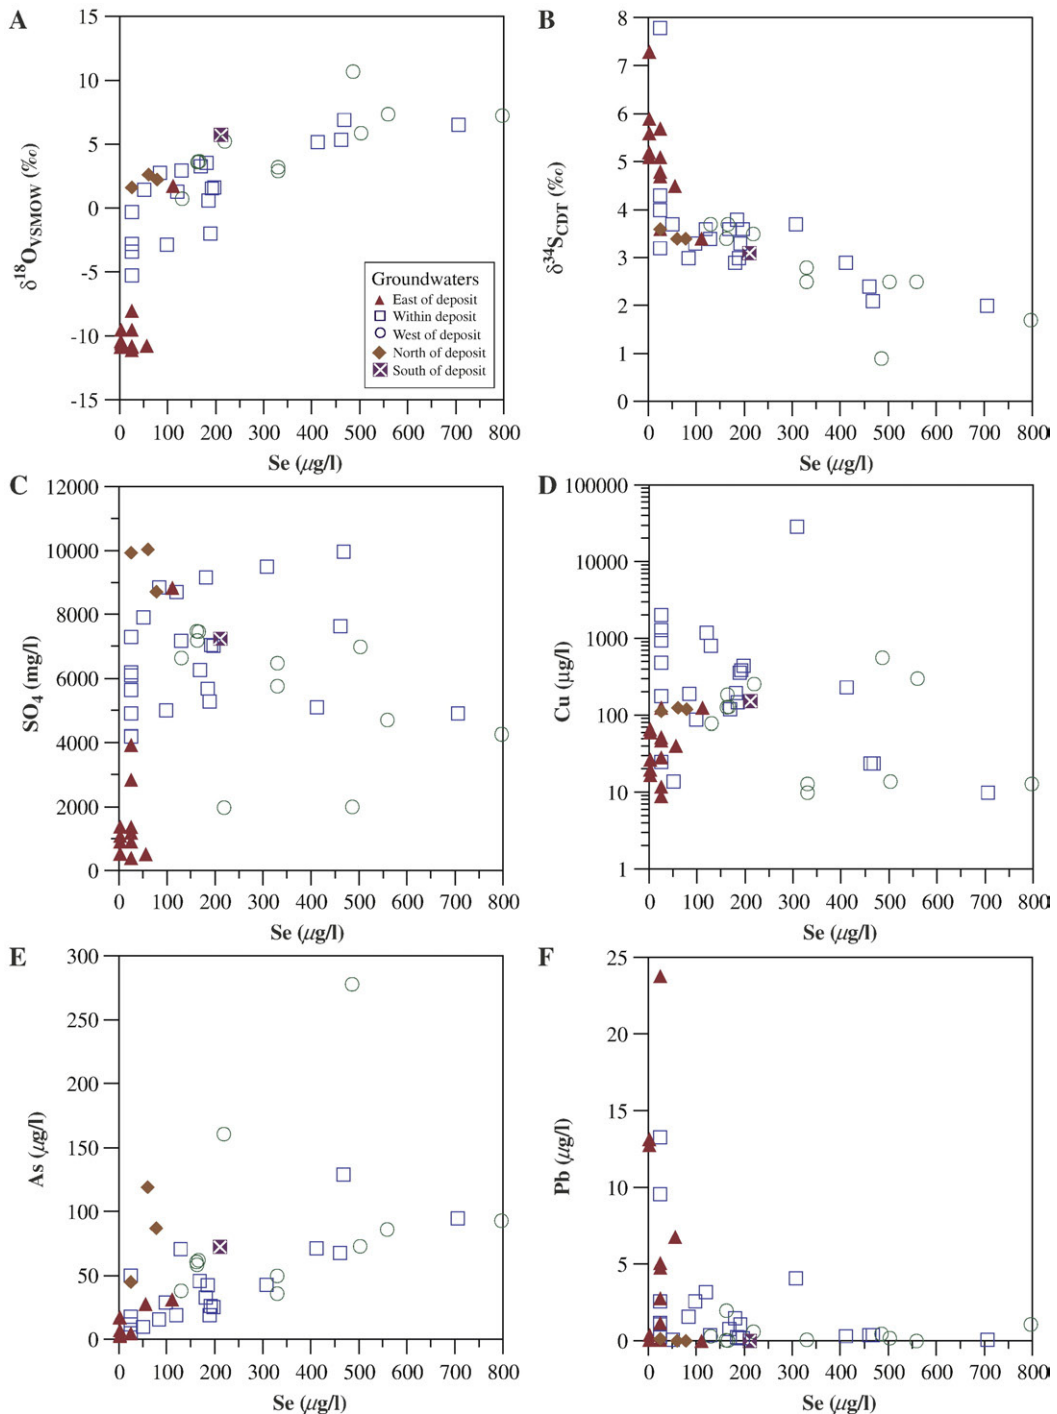 A
15
10
5
0
-5
-10
-15
δ18OVSMOW (‰)
Groundwaters
East of deposit
Within deposit
West of deposit
North of deposit
South of deposit
0 100 200 300 400 500 600 700 800
Se (μg/l)
B
8
7
6
5
4
3
2
1
0
δ34SCDT (‰)
0 100 200 300 400 500 600 700 800
Se (μg/l)
C
12000
10000
8000
6000
4000
2000
0
SO4 (mg/l)
0 100 200 300 400 500 600 700 800
Se (μg/l)
D
100000
10000
1000
100
10
1
Cu (μg/l)
0 100 200 300 400 500 600 700 800
Se (μg/l)
E
300
250
200
150
100
50
0
As (μg/l)
0 100 200 300 400 500 600 700 800
Se (μg/l)
F
25
20
15
10
5
0
Pb (μg/l)
0 100 200 300 400 500 600 700 800
Se (μg/l)